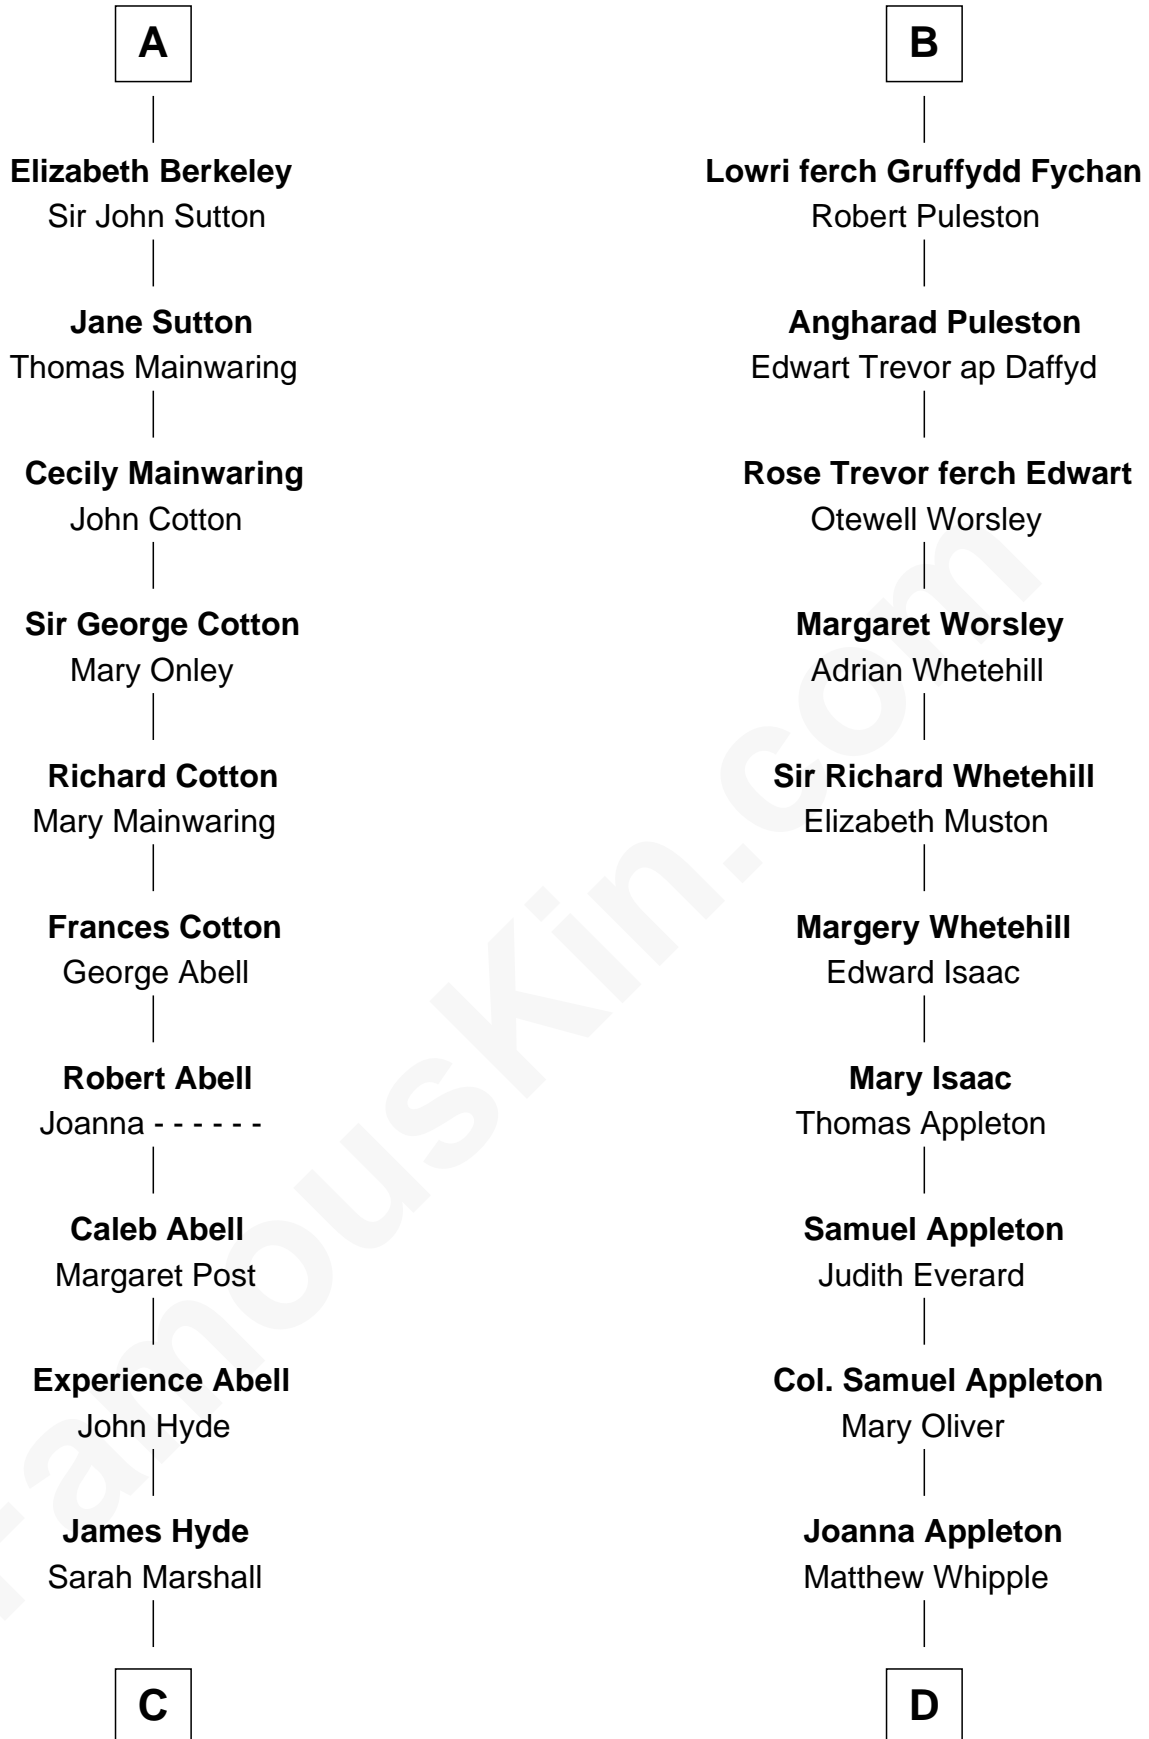 A
Elizabeth Berkeley
Sir John Sutton
Jane Sutton
Thomas Mainwaring
Cecily Mainwaring
John Cotton
Sir George Cotton
Mary Onley
Richard Cotton
Mary Mainwaring
Frances Cotton
George Abell
Robert Abell
Joanna - - - - - -
Caleb Abell
Margaret Post
Experience Abell
John Hyde
James Hyde
Sarah Marshall
C
B
Lowri ferch Gruffydd Fychan
Robert Puleston
Angharad Puleston
Edwart Trevor ap Daffyd
Rose Trevor ferch Edwart
Otewell Worsley
Margaret Worsley
Adrian Whetehill
Sir Richard Whetehill
Elizabeth Muston
Margery Whetehill
Edward Isaac
Mary Isaac
Thomas Appleton
Samuel Appleton
Judith Everard
Col. Samuel Appleton
Mary Oliver
Joanna Appleton
Matthew Whipple
D
FamousKin.com